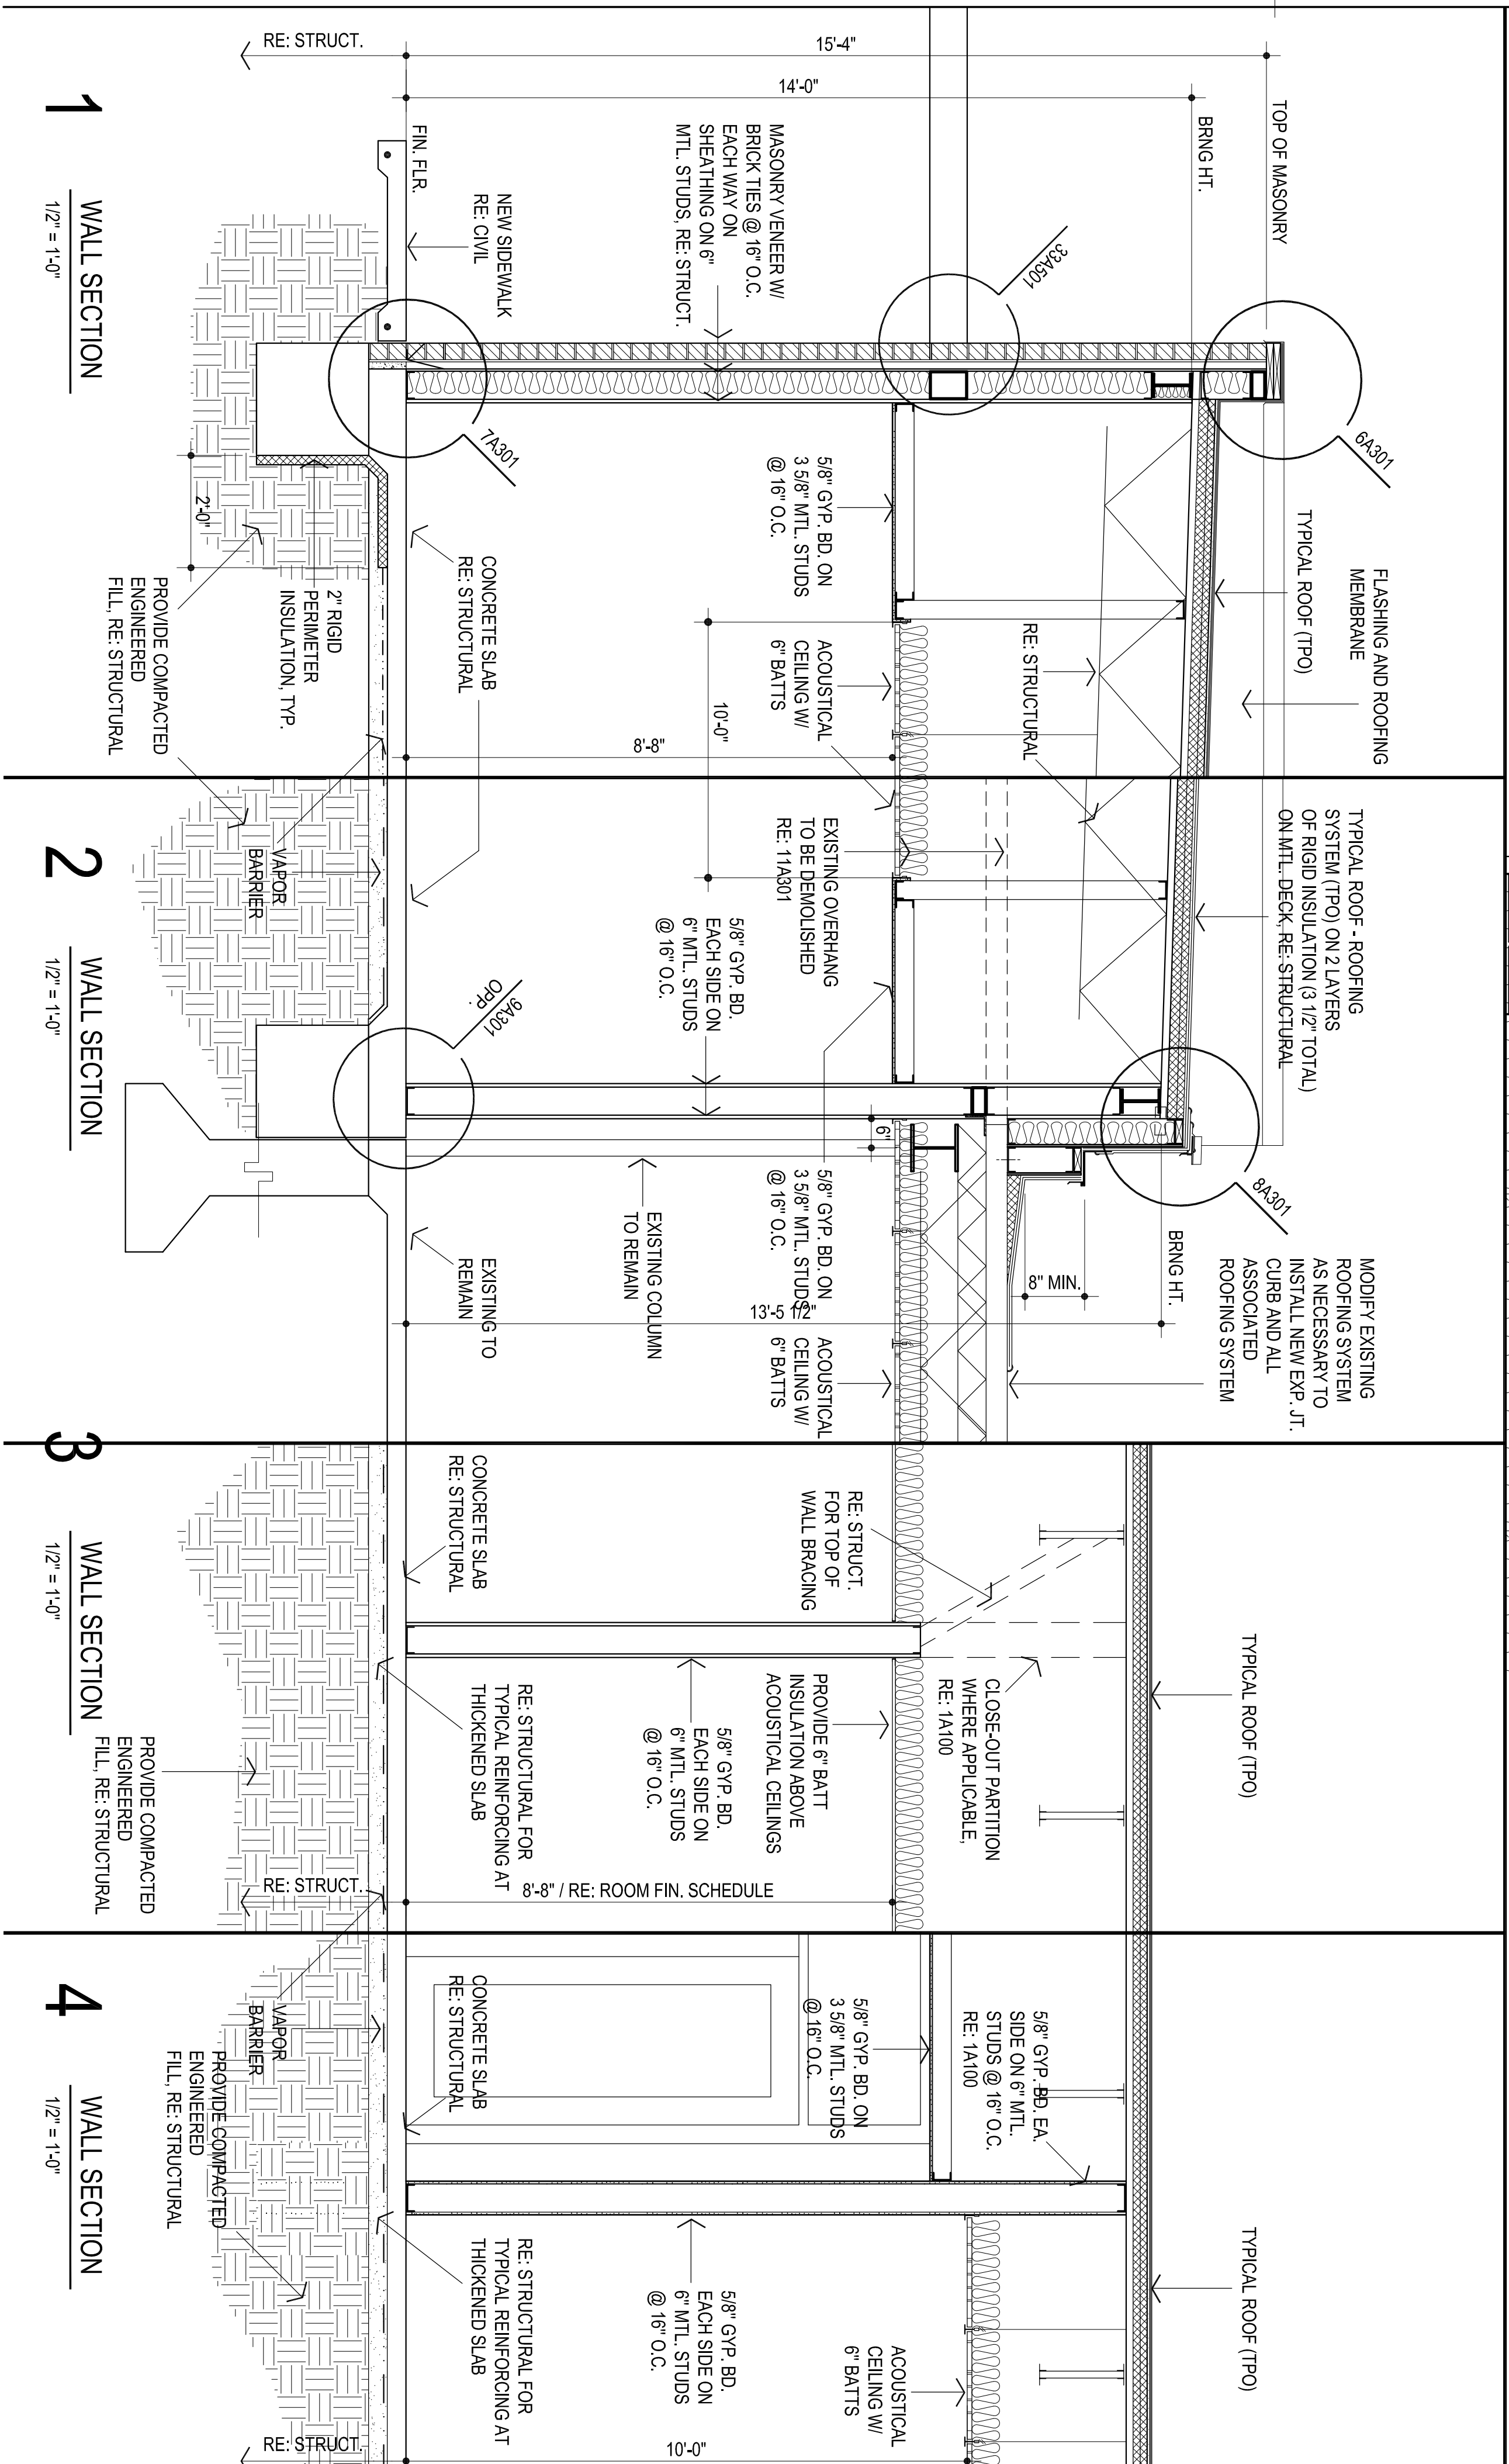 RE: STRUCT.
15'-4"
14'-0"
TOP OF MASONRY
BRNG HT.
FIN. FLR.
MASONRY VENEER W/
BRICK TIES @ 16" O.C.
EACH WAY ON
SHEATHING ON 6"
MTL. STUDS, RE: STRUCT.
NEW SIDEWALK
RE: CIVIL
33A501
6A301
7A301
FLASHING AND ROOFING
MEMBRANE
TYPICAL ROOF (TPO)
5/8" GYP. BD. ON
3 5/8" MTL. STUDS
@ 16" O.C.
RE: STRUCTURAL
ACOUSTICAL
CEILING W/
6" BATTS
10'-0"
8'-8"
CONCRETE SLAB
RE: STRUCTURAL
2'-0"
2" RIGID
PERIMETER
INSULATION, TYP.
PROVIDE COMPACTED
ENGINEERED
FILL, RE: STRUCTURAL
1
WALL SECTION
1/2" = 1'-0"
TYPICAL ROOF - ROOFING
SYSTEM (TPO) ON 2 LAYERS
OF RIGID INSULATION (3 1/2" TOTAL)
ON MTL. DECK, RE: STRUCTURAL
EXISTING OVERHANG
TO BE DEMOLISHED
RE: 11A301
5/8" GYP. BD.
EACH SIDE ON
6" MTL. STUDS
@ 16" O.C.
VAPOR
BARRIER
9A301
OPP.
8A301
6"
5/8" GYP. BD. ON
3 5/8" MTL. STUDS
@ 16" O.C.
EXISTING COLUMN
TO REMAIN
EXISTING TO
REMAIN
BRNG HT.
8" MIN.
13'-5 1/2"
MODIFY EXISTING
ROOFING SYSTEM
AS NECESSARY TO
INSTALL NEW EXP. JT.
CURB AND ALL
ASSOCIATED
ROOFING SYSTEM
ACOUSTICAL
CEILING W/
6" BATTS
2
WALL SECTION
1/2" = 1'-0"
TYPICAL ROOF (TPO)
RE: STRUCT.
FOR TOP OF
WALL BRACING
CLOSE-OUT PARTITION
WHERE APPLICABLE,
RE: 1A100
PROVIDE 6" BATT
INSULATION ABOVE
ACOUSTICAL CEILINGS
5/8" GYP. BD.
EACH SIDE ON
6" MTL. STUDS
@ 16" O.C.
CONCRETE SLAB
RE: STRUCTURAL
RE: STRUCTURAL FOR
TYPICAL REINFORCING AT
THICKENED SLAB
8'-8" / RE: ROOM FIN. SCHEDULE
RE: STRUCT.
PROVIDE COMPACTED
ENGINEERED
FILL, RE: STRUCTURAL
3
WALL SECTION
1/2" = 1'-0"
TYPICAL ROOF (TPO)
5/8" GYP. BD. EA.
SIDE ON 6" MTL.
STUDS @ 16" O.C.
RE: 1A100
5/8" GYP. BD. ON
3 5/8" MTL. STUDS
@ 16" O.C.
CONCRETE SLAB
RE: STRUCTURAL
VAPOR
BARRIER
PROVIDE COMPACTED
ENGINEERED
FILL, RE: STRUCTURAL
RE: STRUCTURAL FOR
TYPICAL REINFORCING AT
THICKENED SLAB
5/8" GYP. BD.
EACH SIDE ON
6" MTL. STUDS
@ 16" O.C.
ACOUSTICAL
CEILING W/
6" BATTS
10'-0"
RE: STRUCT.
4
WALL SECTION
1/2" = 1'-0"